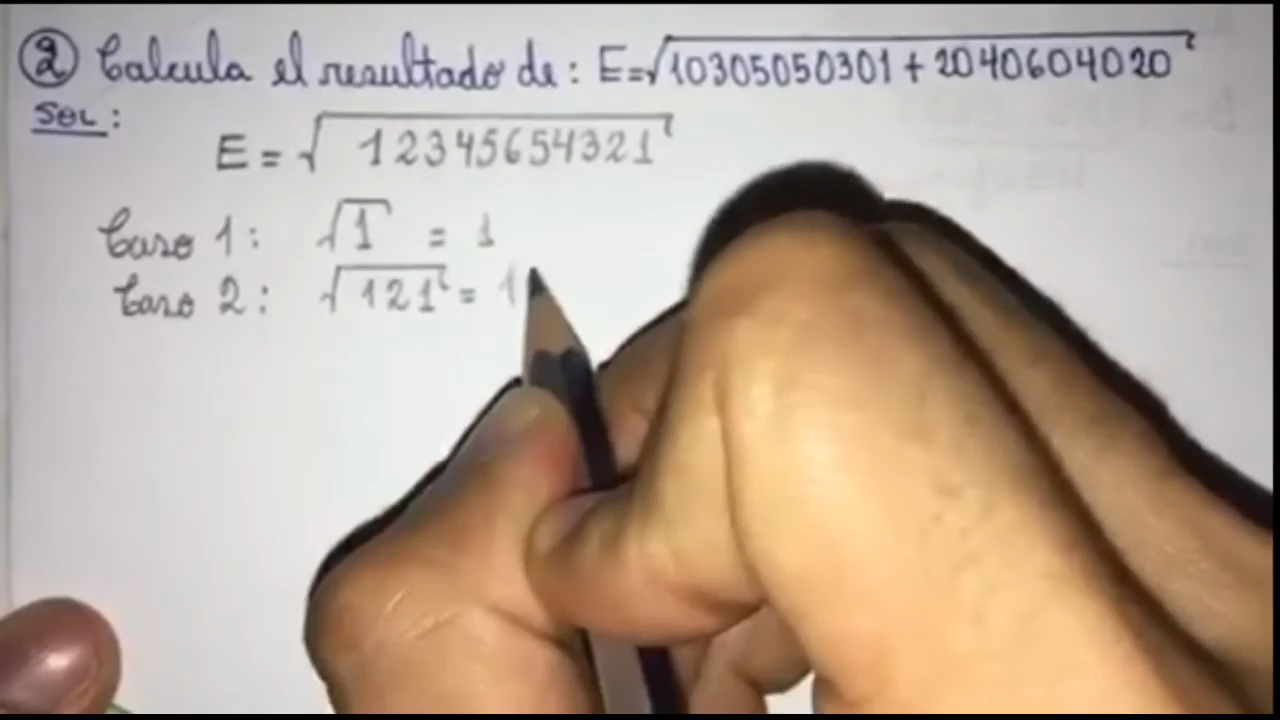 ② Calcula el resultado de: E=√10305050301+2040604020
SOL:
E = √12345654321
Caso 1: √1 = 1
Caso 2: √121 = 1